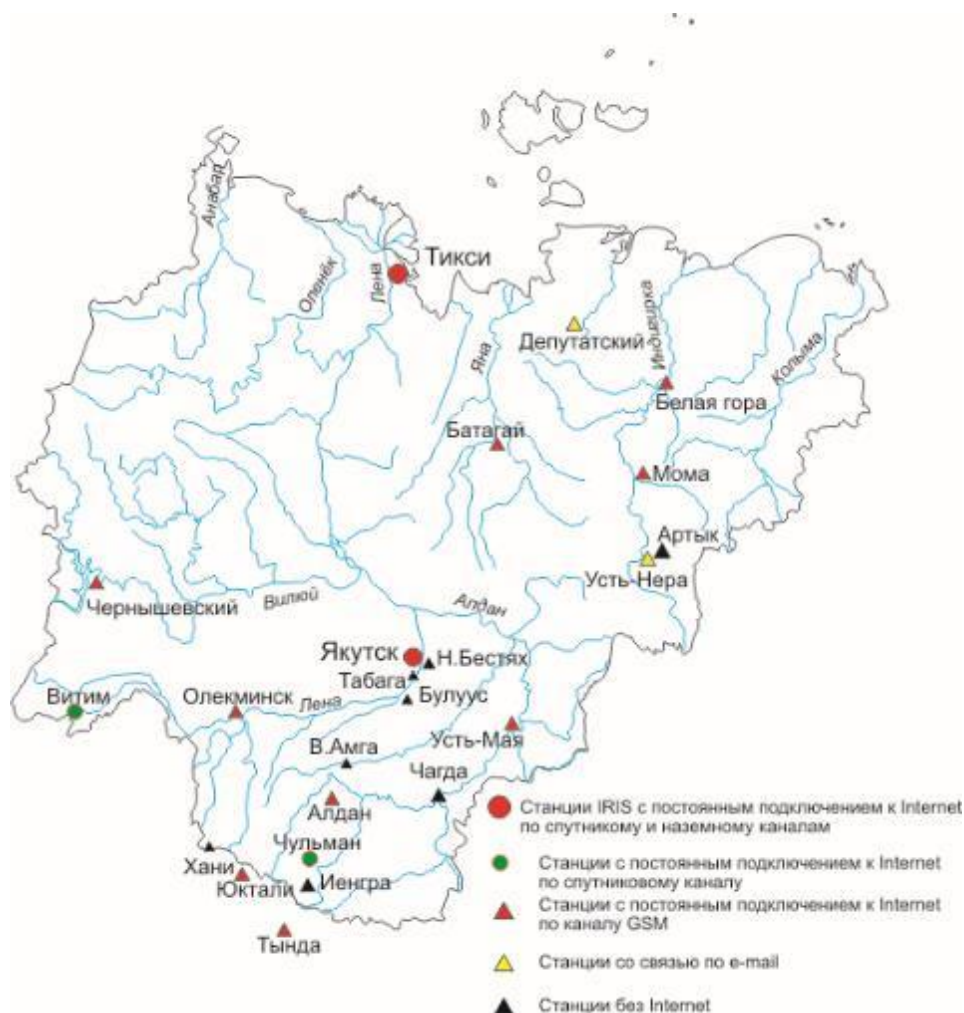 Анабар
Оленёк
Лена
Тикси
Яна
Депутатский
Индигирка
Колыма
Белая гора
Батагай
Мома
Артык
Усть-Нера
Чернышевский
Вилюй
Алдан
Якутск
Н.Бестях
Табага
Булуус
Витим
Олекминск
Лена
Усть-Мая
В.Амга
Чагда
Алдан
Чульман
Хани
Юктали
Иенгра
Тында
Станции IRIS с постоянным подключением к Internet
по спутникому и наземному каналам
Станции с постоянным подключением к Internet
по спутниковому каналу
Станции с постоянным подключением к Internet
по каналу GSM
Станции со связью по e-mail
Станции без Internet